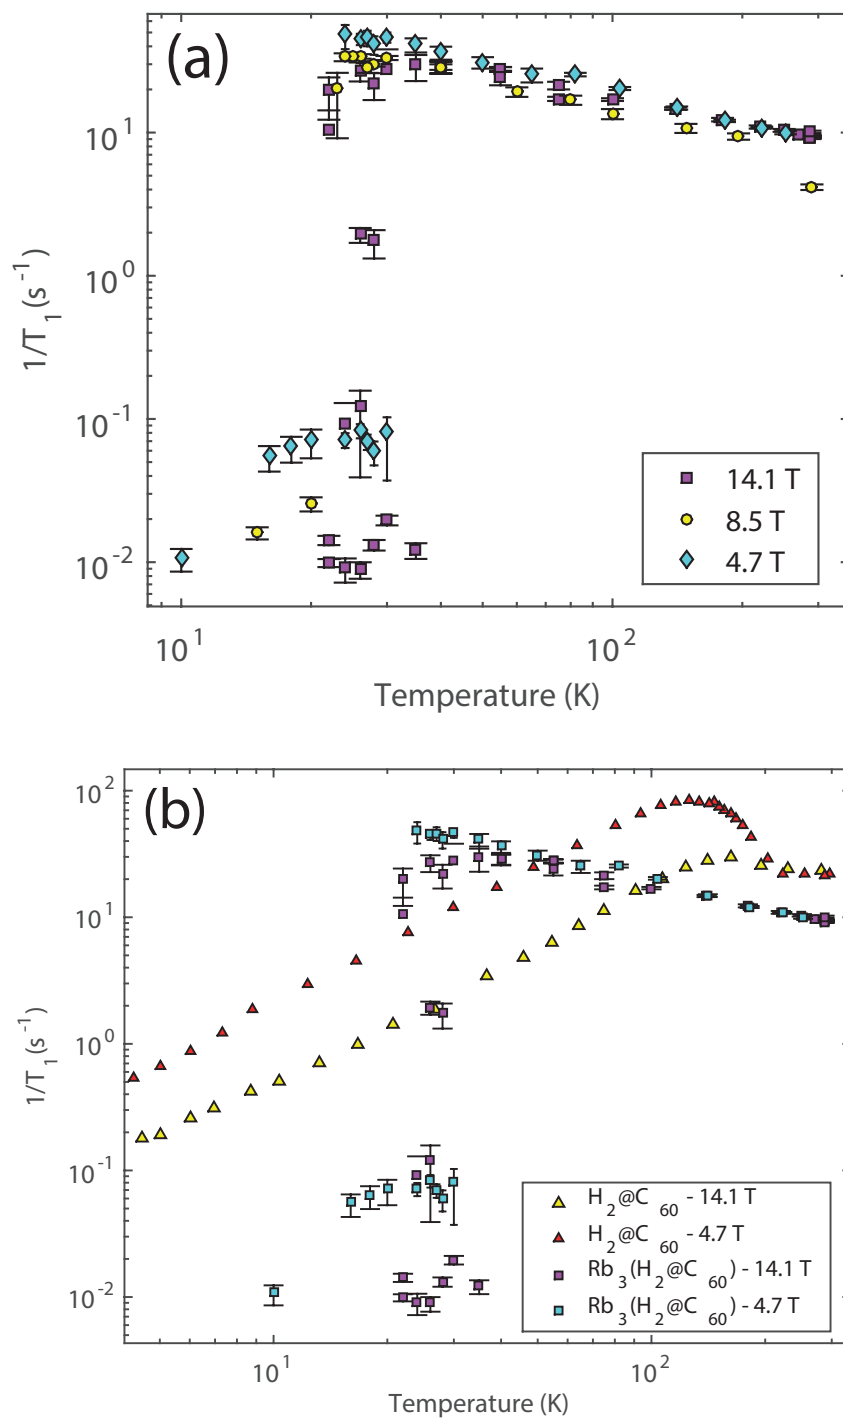 (a)
10^1
10^0
10^-1
10^-2
1/T_1 (s^-1)
14.1 T
8.5 T
4.7 T
10^1
10^2
Temperature (K)
(b)
10^2
10^1
10^0
10^-1
10^-2
1/T_1 (s^-1)
H_2@C_60 - 14.1 T
H_2@C_60 - 4.7 T
Rb_3(H_2@C_60) - 14.1 T
Rb_3(H_2@C_60) - 4.7 T
10^1
10^2
Temperature (K)